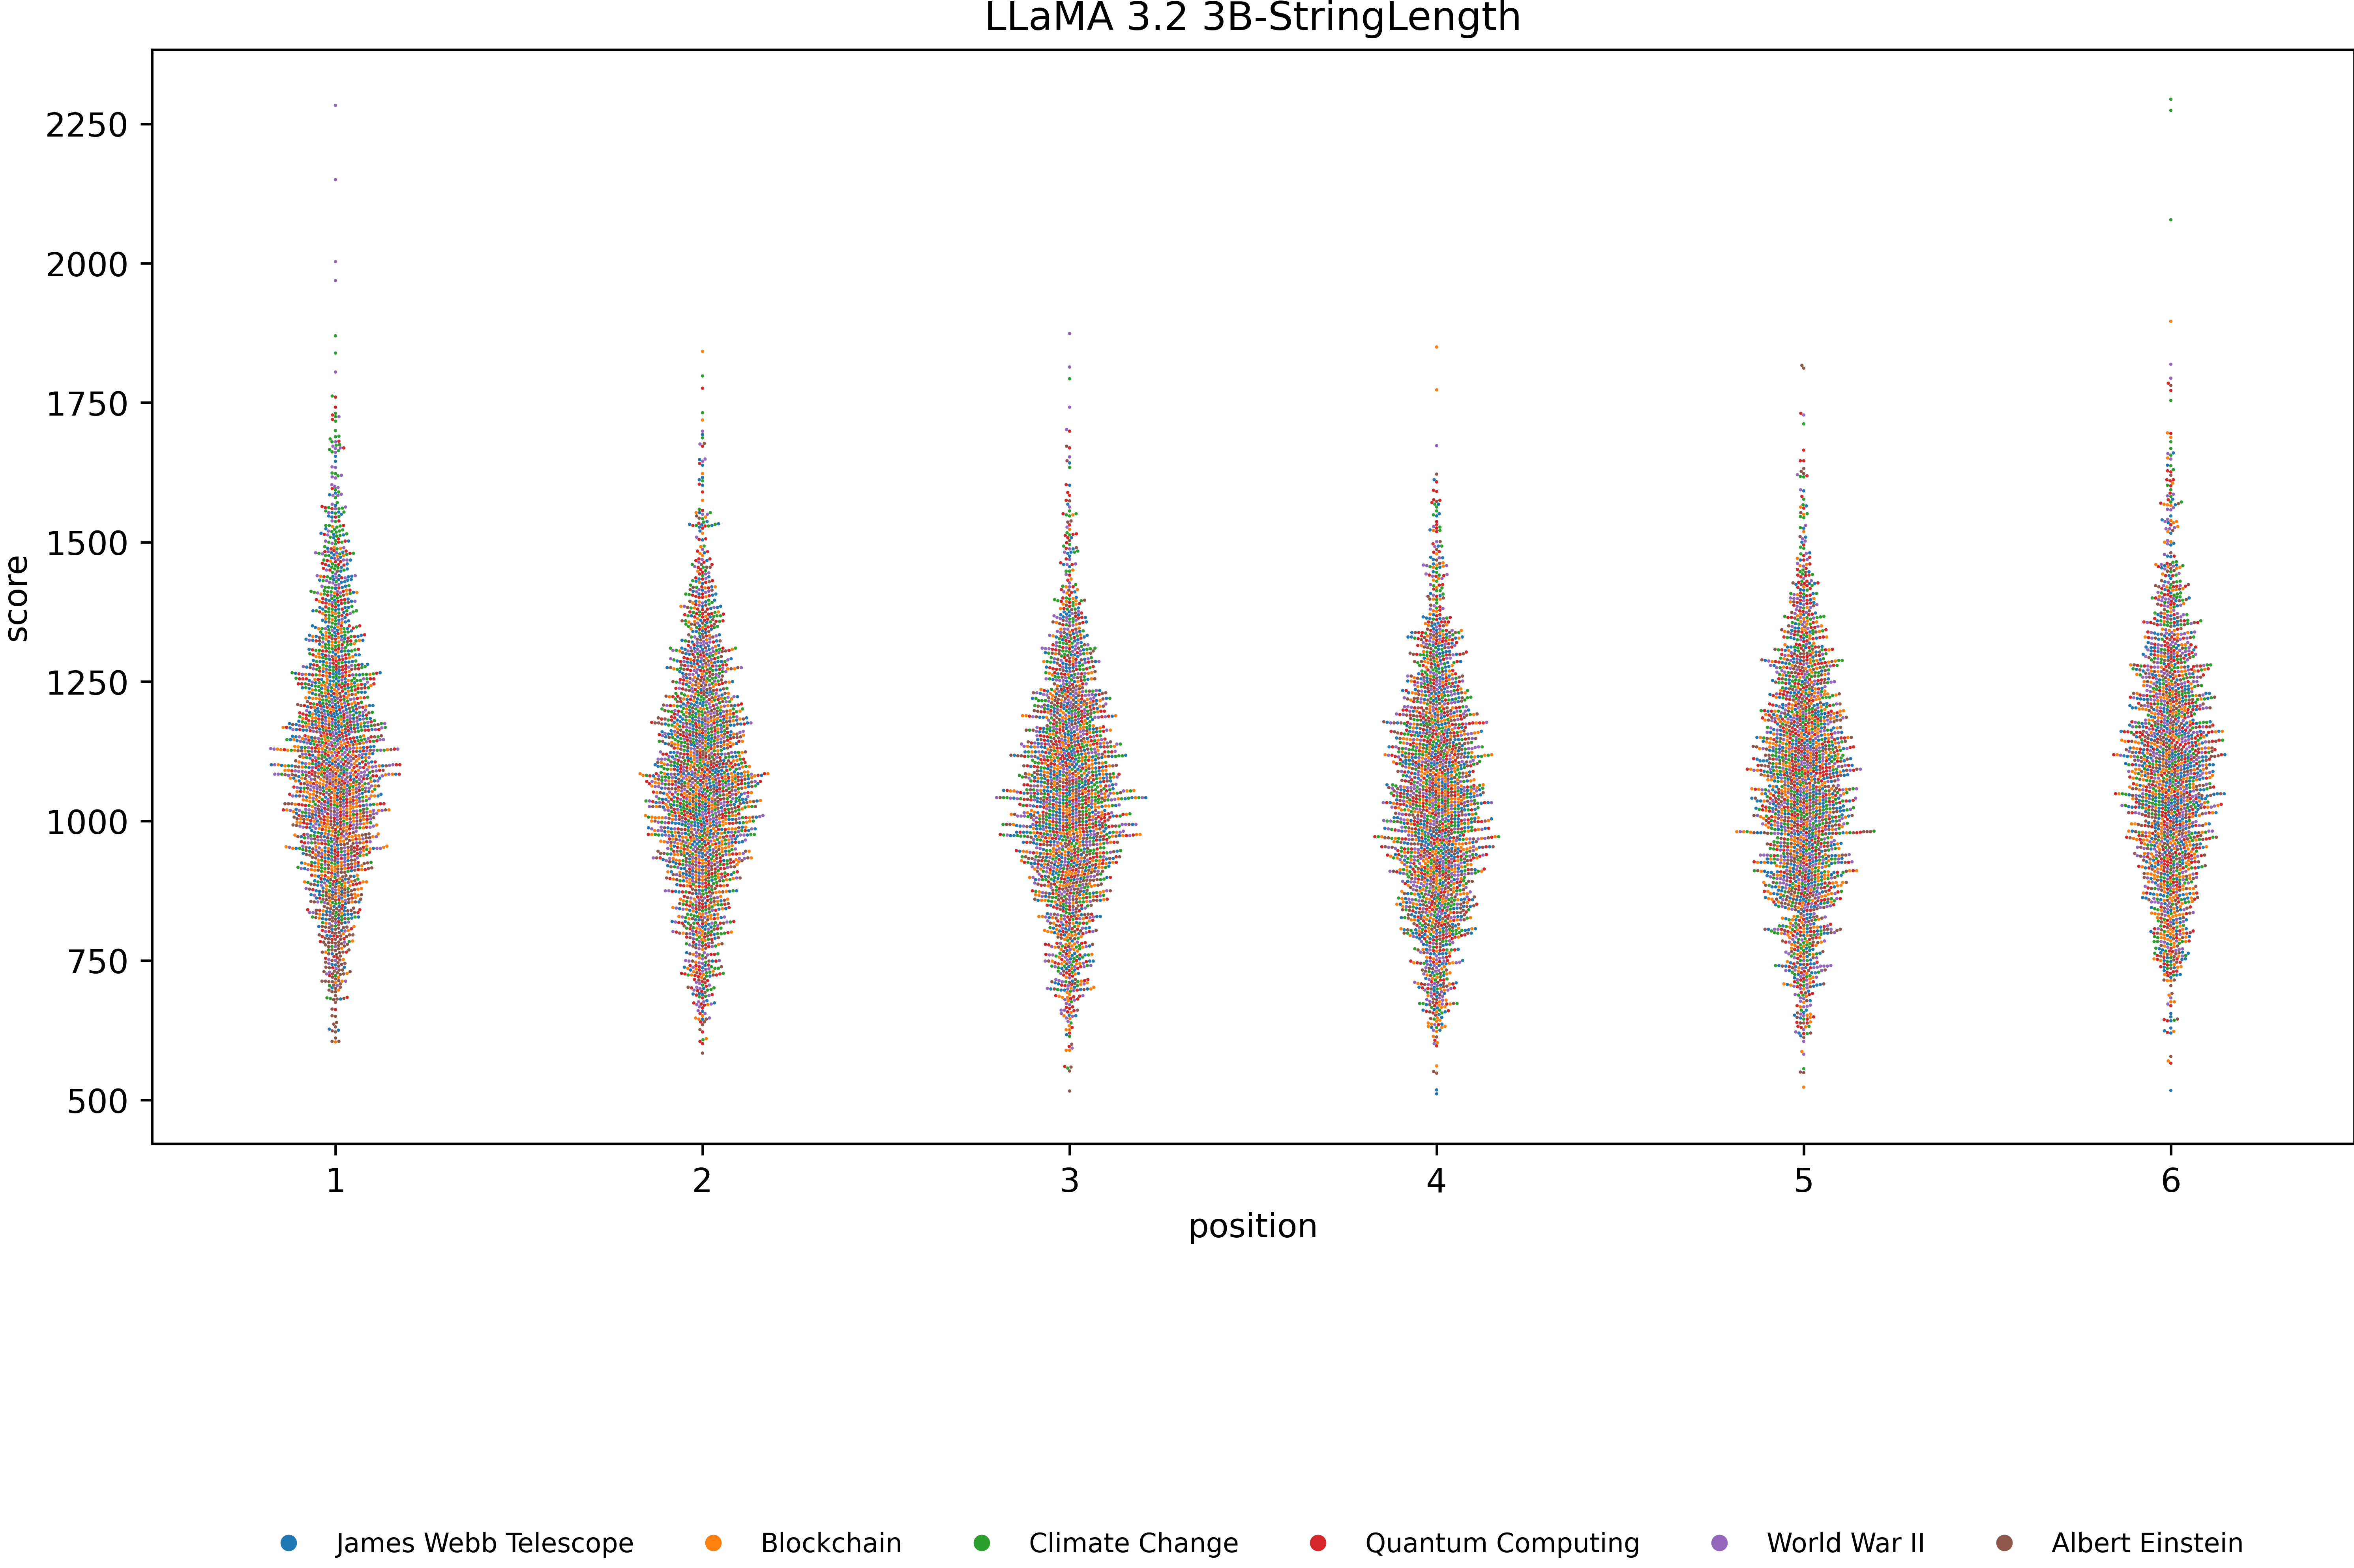 LLaMA 3.2 3B-StringLength
2250
2000
1750
1500
1250
1000
750
500
score
1 2 3 4 5 6
position
James Webb Telescope Blockchain Climate Change Quantum Computing World War II Albert Einstein